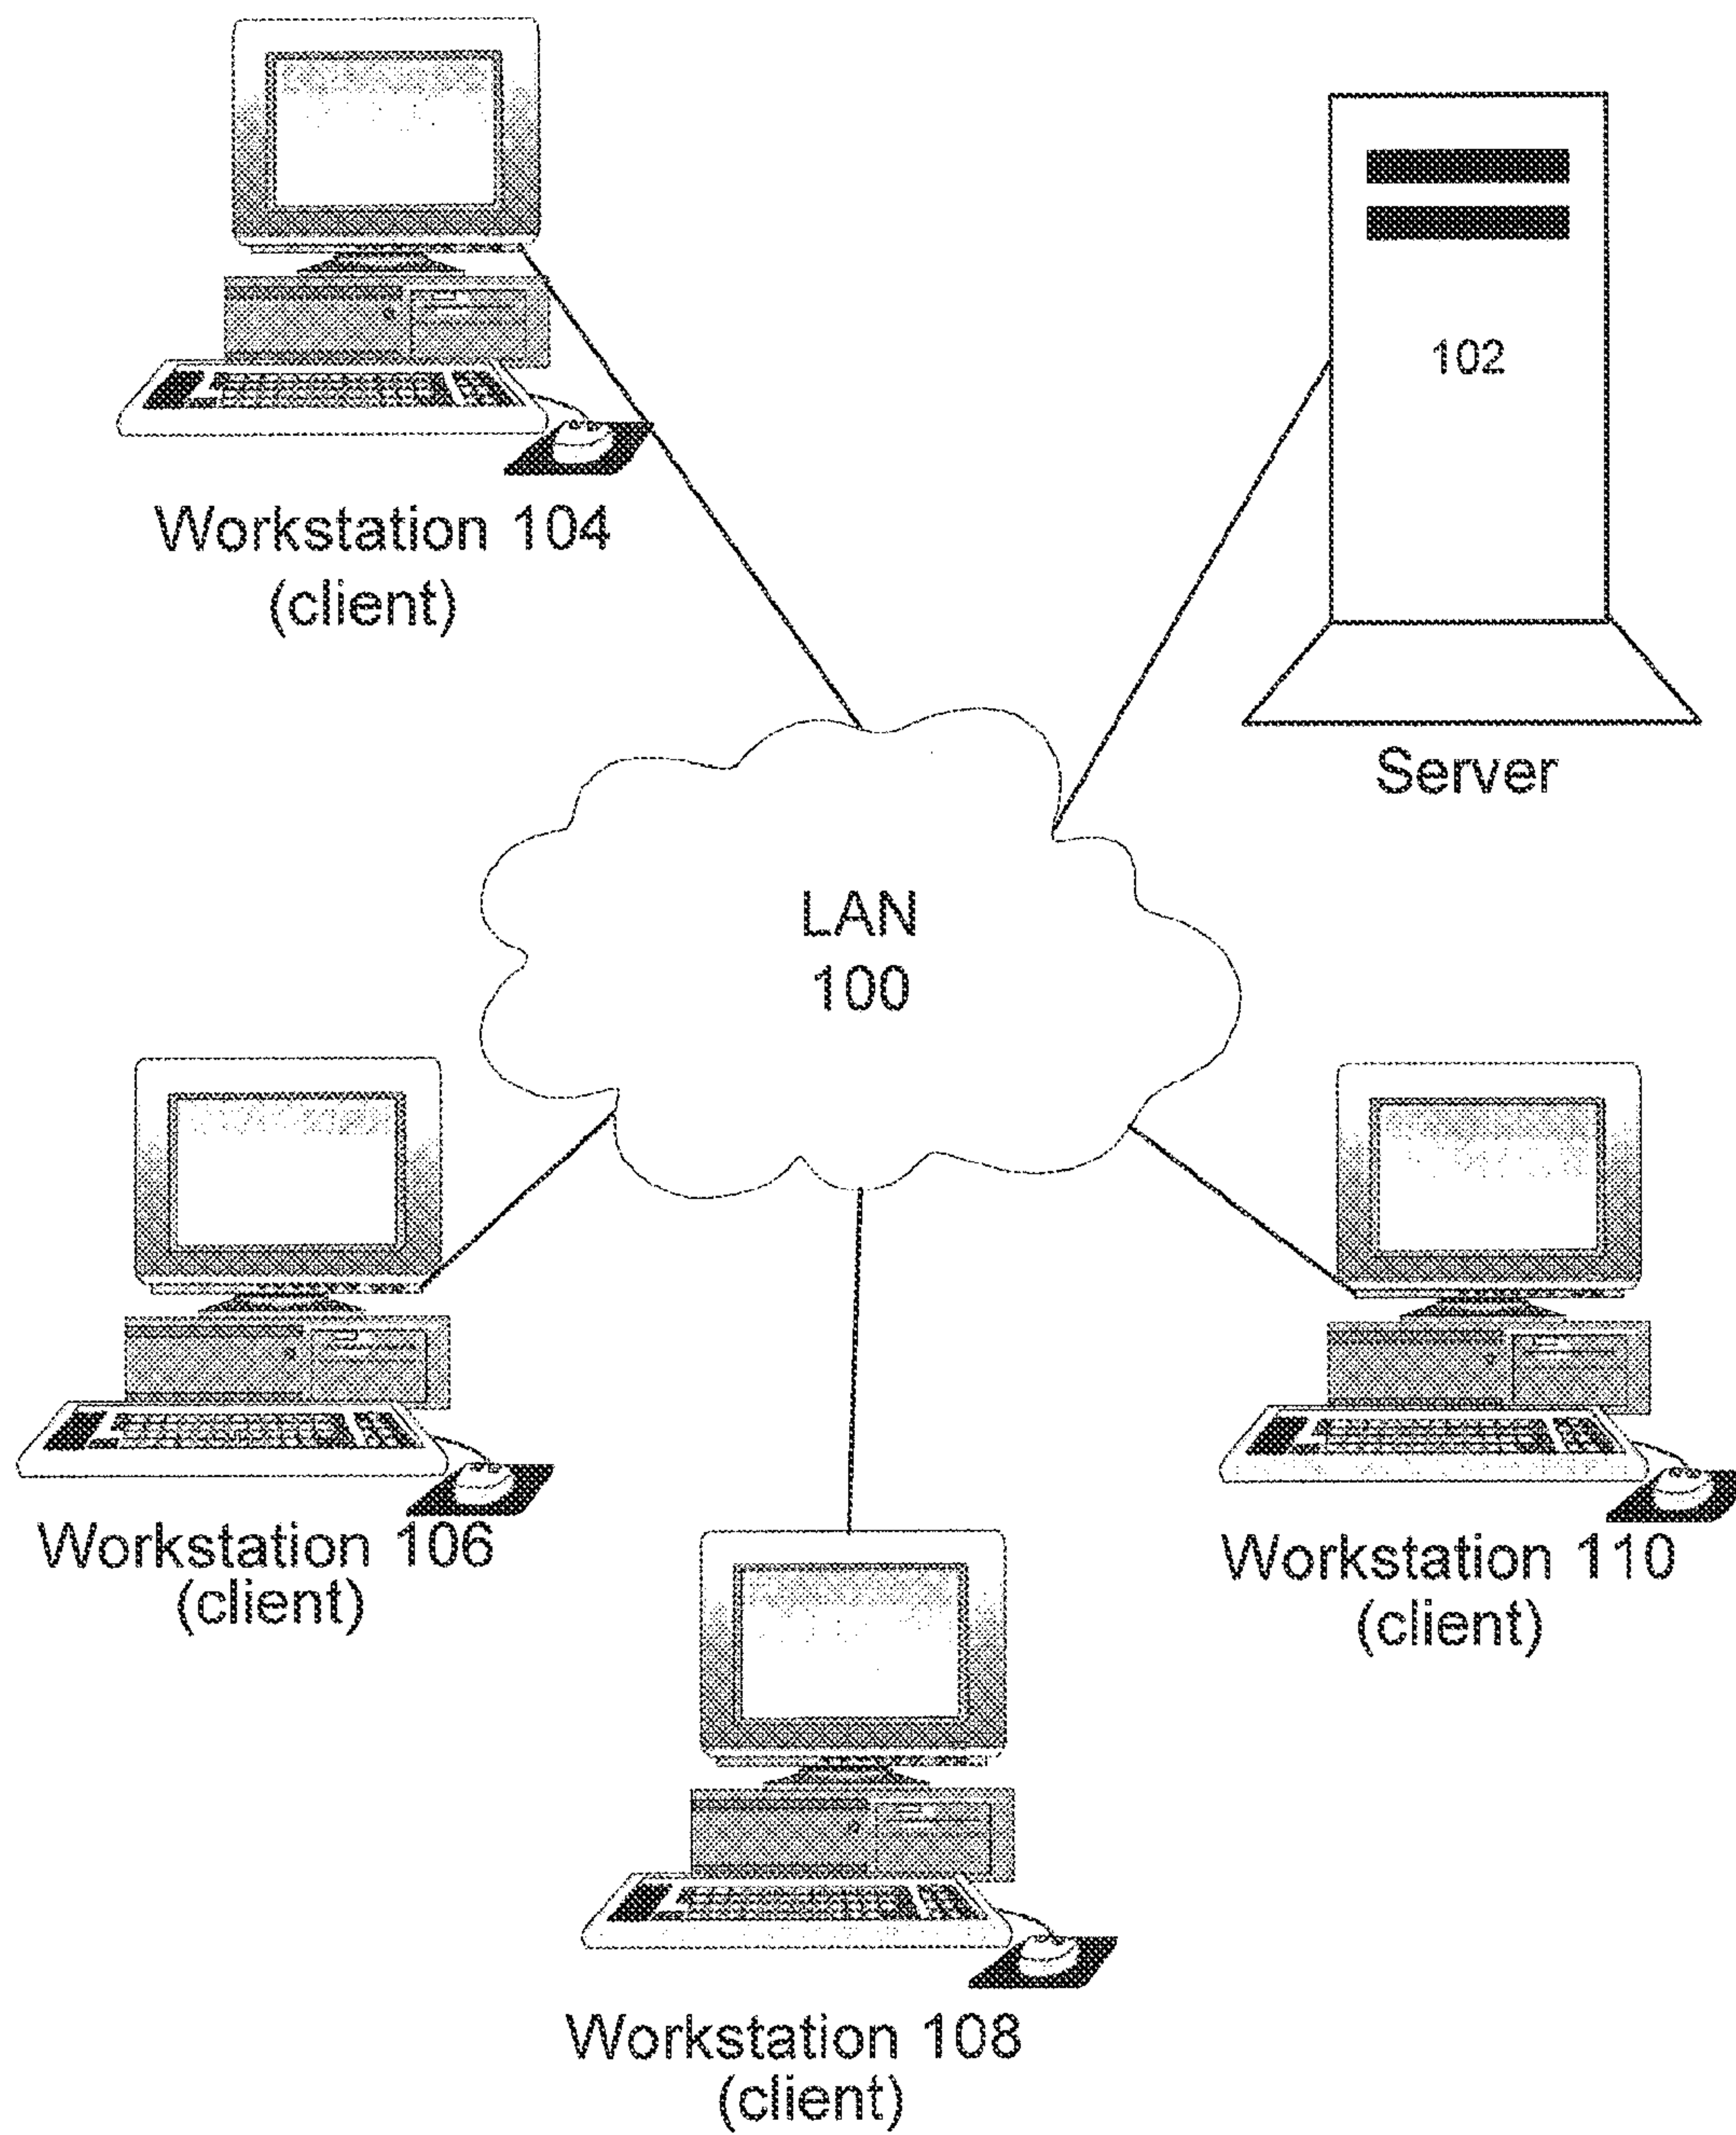 Workstation 104
(client)
102
Server
LAN
100
Workstation 106
(client)
Workstation 110
(client)
Workstation 108
(client)